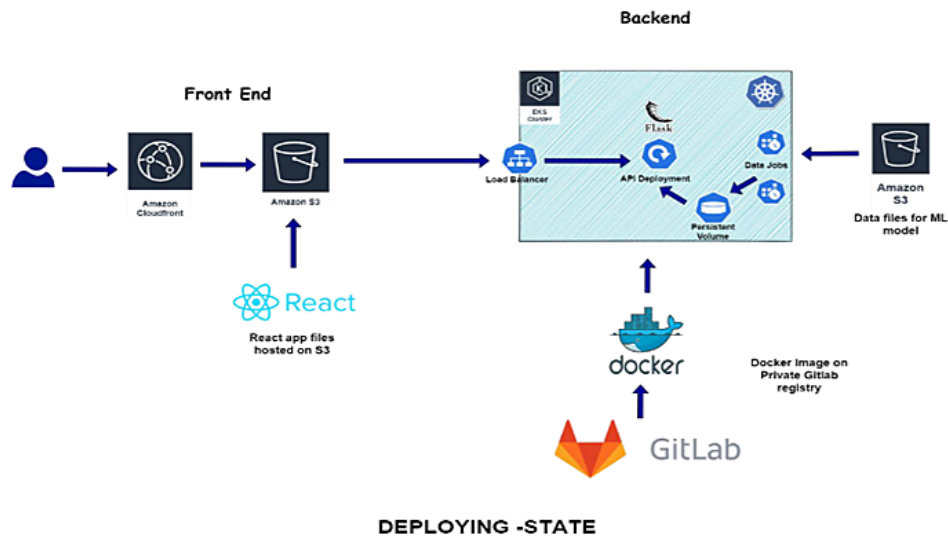 Backend
Front End
EKS
Cluster
Flask
Load Balancer
API Deployment
Data Jobs
Persistent
Volume
Amazon
Cloudfront
Amazon S3
Amazon
S3
Data files for ML
model
React
React app files
hosted on S3
docker
Docker Image on
Private Gitlab
registry
GitLab
DEPLOYING -STATE